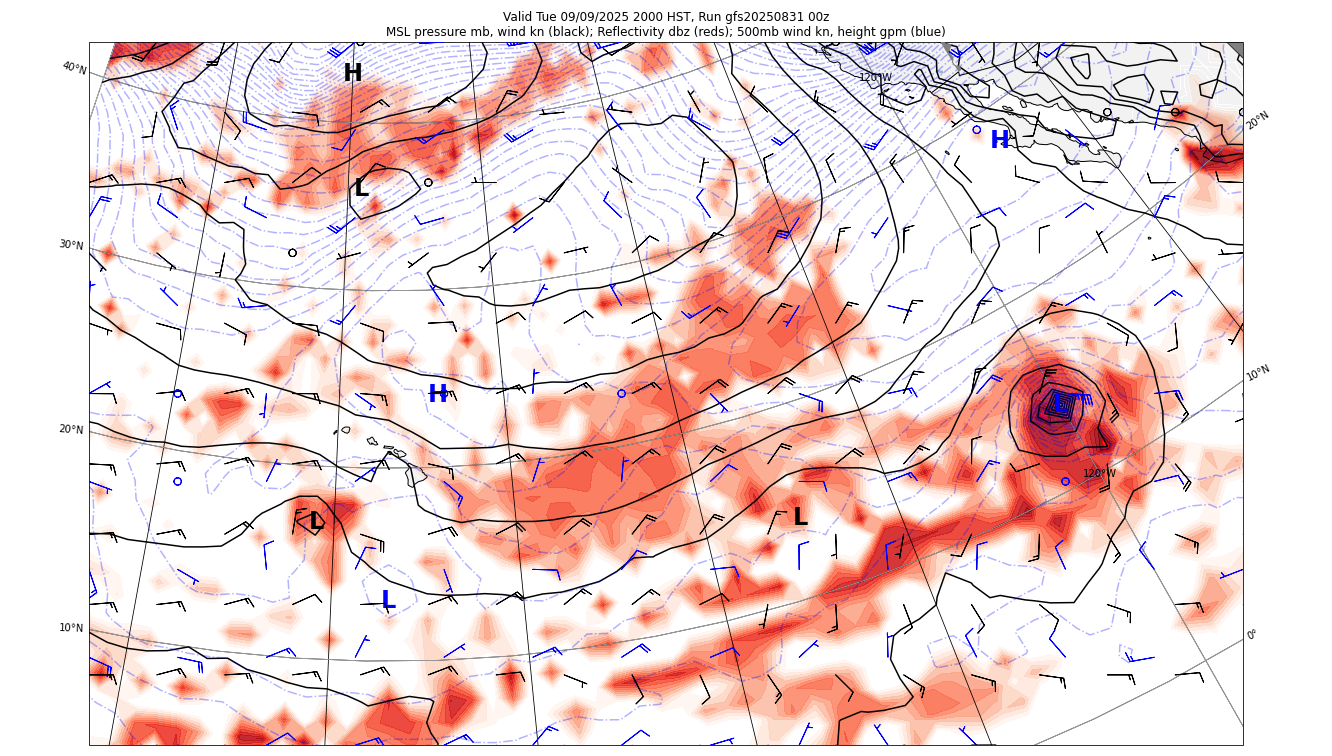 Valid Tue 09/09/2025 2000 HST, Run gfs20250831 00z
MSL pressure mb, wind kn (black); Reflectivity dbz (reds); 500mb wind kn, height gpm (blue)
40°N
H
120°W
20°N
H
L
30°N
10°N
H
L
20°N
120°W
L
L
L
10°N
0°